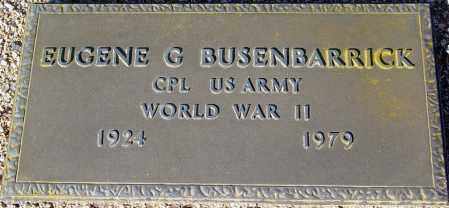 EUGENE G BUSENBARRICK
CPL US ARMY
WORLD WAR II
1924 1979